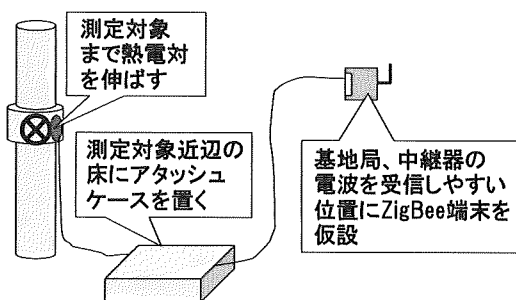 測定対象
まで熱電対
を伸ばす
測定対象近辺の
床にアタッシュ
ケースを置く
基地局、中継器の
電波を受信しやすい
位置にZigBee端末を
仮設